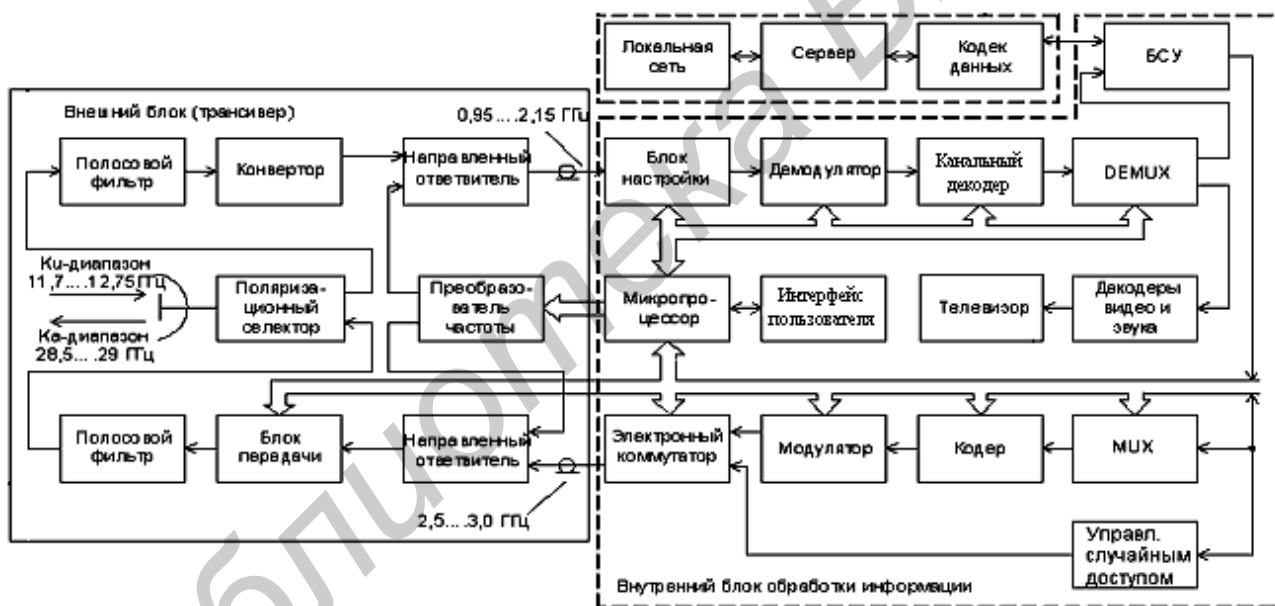 Локальная
сеть
Сервер
Кодек
данных
БСУ
Внешний блок (трансивер)
0,95....2,15 ГГц
Полосовой
фильтр
Конвертор
Направленный
ответвитель
Блок
настройки
Демодулятор
Канальный
декодер
DEMUX
Ku-диапазон
11,7....12,75 ГГц
Ka-диапазон
28,5... .29 ГГц
Поляриза-
ционный
селектор
Преобразо-
ватель
частоты
Микропро-
цессор
Интерфейс
пользователя
Телевизор
Декодеры
видео и
звука
Полосовой
фильтр
Блок
передачи
Направленный
ответвитель
Электронный
коммутатор
Модулятор
Кодер
MUX
2,5... .3,0 ГГц
Управл.
случайным
доступом
Внутренний блок обработки информации
блиотека Б